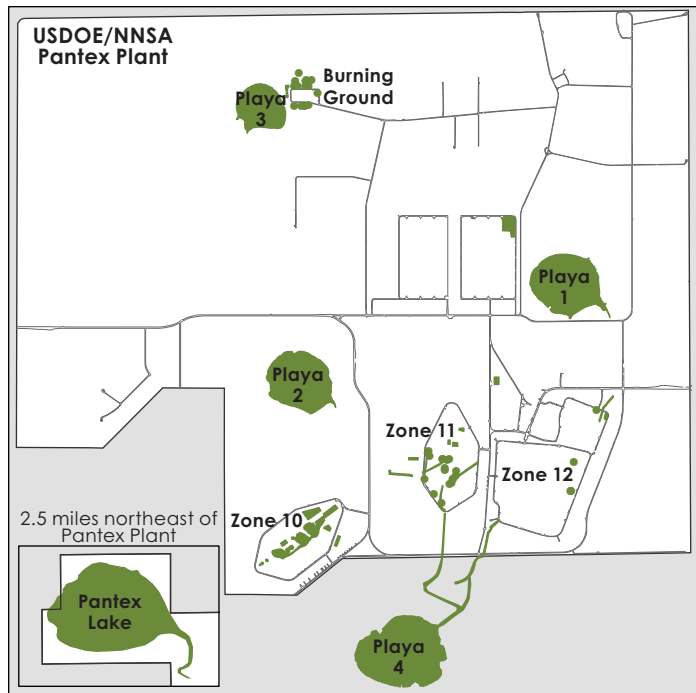 USDOE/NNSA
Pantex Plant
Burning
Ground
Playa
3
Playa
1
Playa
2
Zone 11
Zone 12
Zone 10
2.5 miles northeast of
Pantex Plant
Pantex
Lake
Playa
4